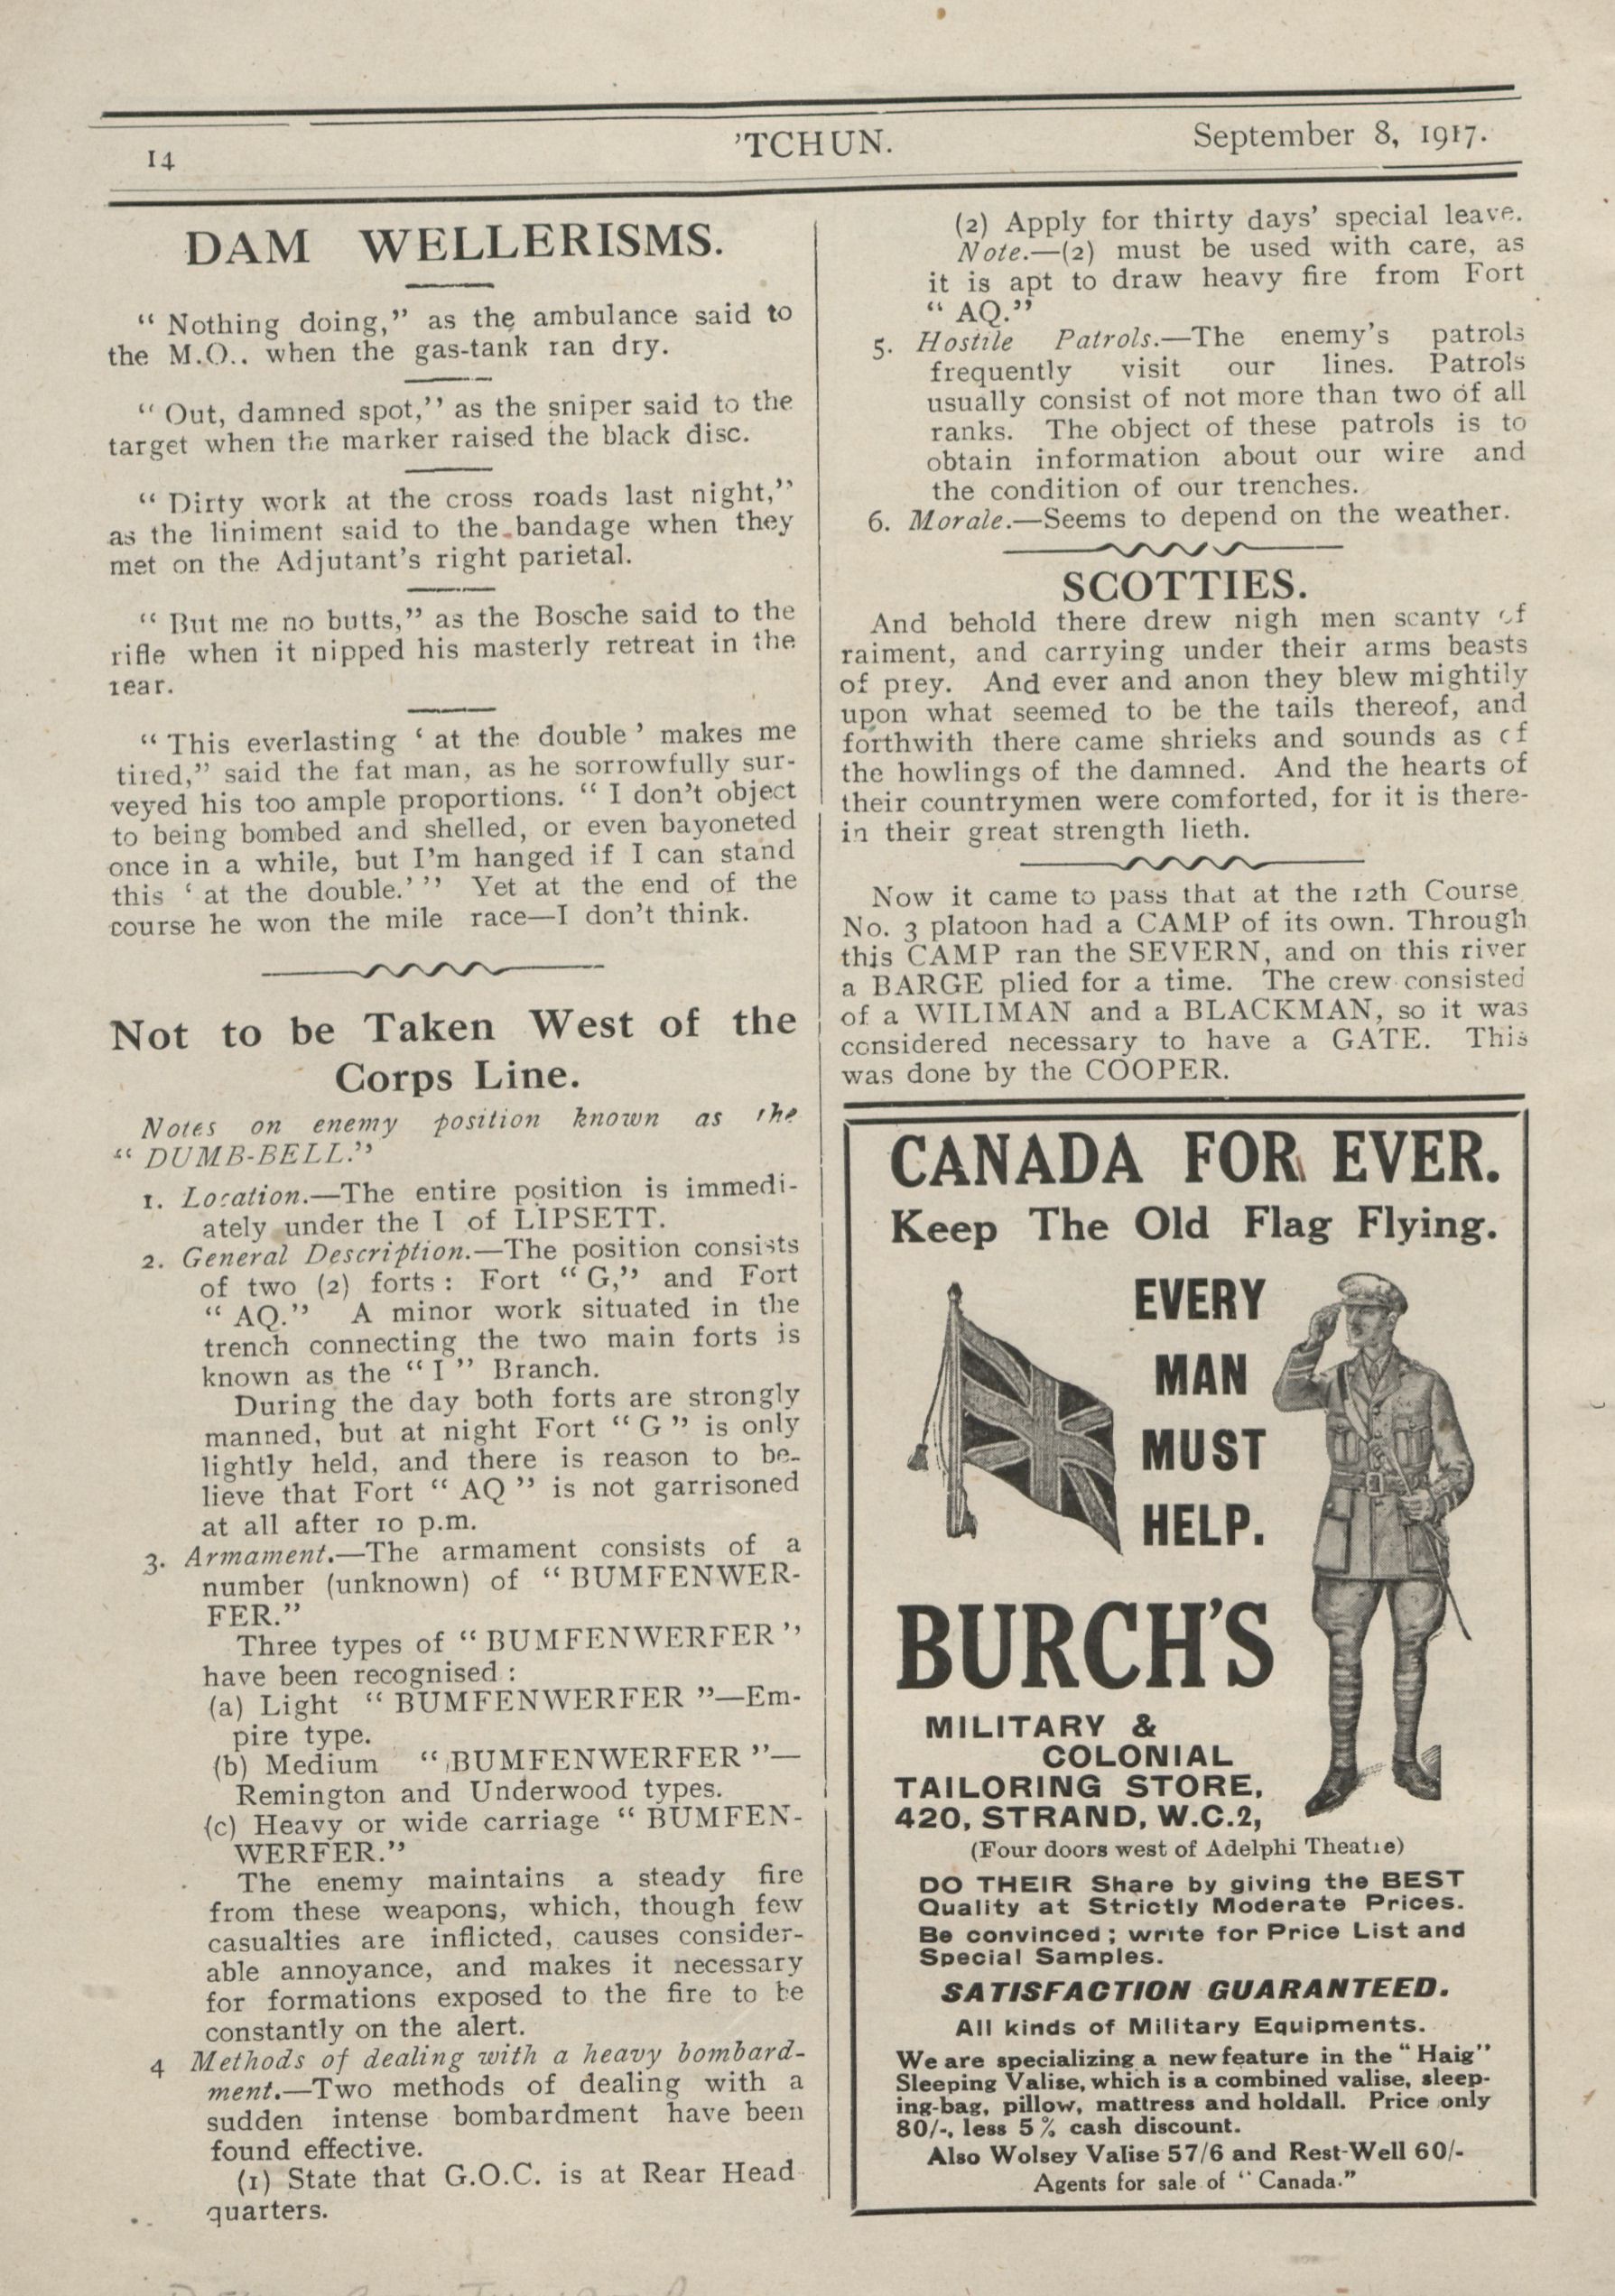 14
'TCHUN.
September 8, 1917.
DAM WELLERISMS.
" Nothing doing," as the ambulance said to
the M.O.. when the gas-tank ran dry.
" Out, damned spot," as the sniper said to the
target when the marker raised the black disc.
" Dirty work at the cross roads last night,"
as the liniment said to the bandage when they
met on the Adjutant's right parietal.
" But me no butts," as the Bosche said to the
rifle when it nipped his masterly retreat in the
rear.
" This everlasting ' at the double ' makes me
tired," said the fat man, as he sorrowfully sur-
veyed his too ample proportions. " I don't object
to being bombed and shelled, or even bayoneted
once in a while, but I'm hanged if I can stand
this ' at the double.' " Yet at the end of the
course he won the mile race—I don't think.
Not to be Taken West of the
Corps Line.
Notes on enemy position known as the
" DUMB-BELL."
1. Location.—The entire position is immedi-
ately under the I of LIPSETT.
2. General Description.—The position consists
of two (2) forts : Fort " G," and Fort
" AQ." A minor work situated in the
trench connecting the two main forts is
known as the " I " Branch.
During the day both forts are strongly
manned, but at night Fort " G " is only
lightly held, and there is reason to be-
lieve that Fort " AQ " is not garrisoned
at all after 10 p.m.
3. Armament.—The armament consists of a
number (unknown) of " BUMFENWER-
FER."
Three types of " BUMFENWERFER "
have been recognised :
(a) Light " BUMFENWERFER "—Em-
pire type.
(b) Medium " BUMFENWERFER "—
Remington and Underwood types.
(c) Heavy or wide carriage " BUMFEN-
WERFER."
The enemy maintains a steady fire
from these weapons, which, though few
casualties are inflicted, causes consider-
able annoyance, and makes it necessary
for formations exposed to the fire to be
constantly on the alert.
4 Methods of dealing with a heavy bombard-
ment.—Two methods of dealing with a
sudden intense bombardment have been
found effective.
(1) State that G.O.C. is at Rear Head-
quarters.
(2) Apply for thirty days' special leave.
Note.—(2) must be used with care, as
it is apt to draw heavy fire from Fort
" AQ."
5. Hostile Patrols.—The enemy's patrols
frequently visit our lines. Patrols
usually consist of not more than two of all
ranks. The object of these patrols is to
obtain information about our wire and
the condition of our trenches.
6. Morale.—Seems to depend on the weather.
SCOTTIES.
And behold there drew nigh men scanty of
raiment, and carrying under their arms beasts
of prey. And ever and anon they blew mightily
upon what seemed to be the tails thereof, and
forthwith there came shrieks and sounds as of
the howlings of the damned. And the hearts of
their countrymen were comforted, for it is there-
in their great strength lieth.
Now it came to pass that at the 12th Course
No. 3 platoon had a CAMP of its own. Through
this CAMP ran the SEVERN, and on this river
a BARGE plied for a time. The crew consisted
of a WILIMAN and a BLACKMAN, so it was
considered necessary to have a GATE. This
was done by the COOPER.
CANADA FOR EVER.
Keep The Old Flag Flying.
EVERY
MAN
MUST
HELP.
BURCH'S
MILITARY &
COLONIAL
TAILORING STORE,
420, STRAND, W.C.2,
(Four doors west of Adelphi Theatre)
DO THEIR Share by giving the BEST
Quality at Strictly Moderate Prices.
Be convinced ; write for Price List and
Special Samples.
SATISFACTION GUARANTEED.
All kinds of Military Equipments.
We are specializing a new feature in the " Haig"
Sleeping Valise, which is a combined valise, sleep-
ing-bag, pillow, mattress and holdall. Price only
80/-, less 5% cash discount.
Also Wolsey Valise 57/6 and Rest-Well 60/-
Agents for sale of " Canada."